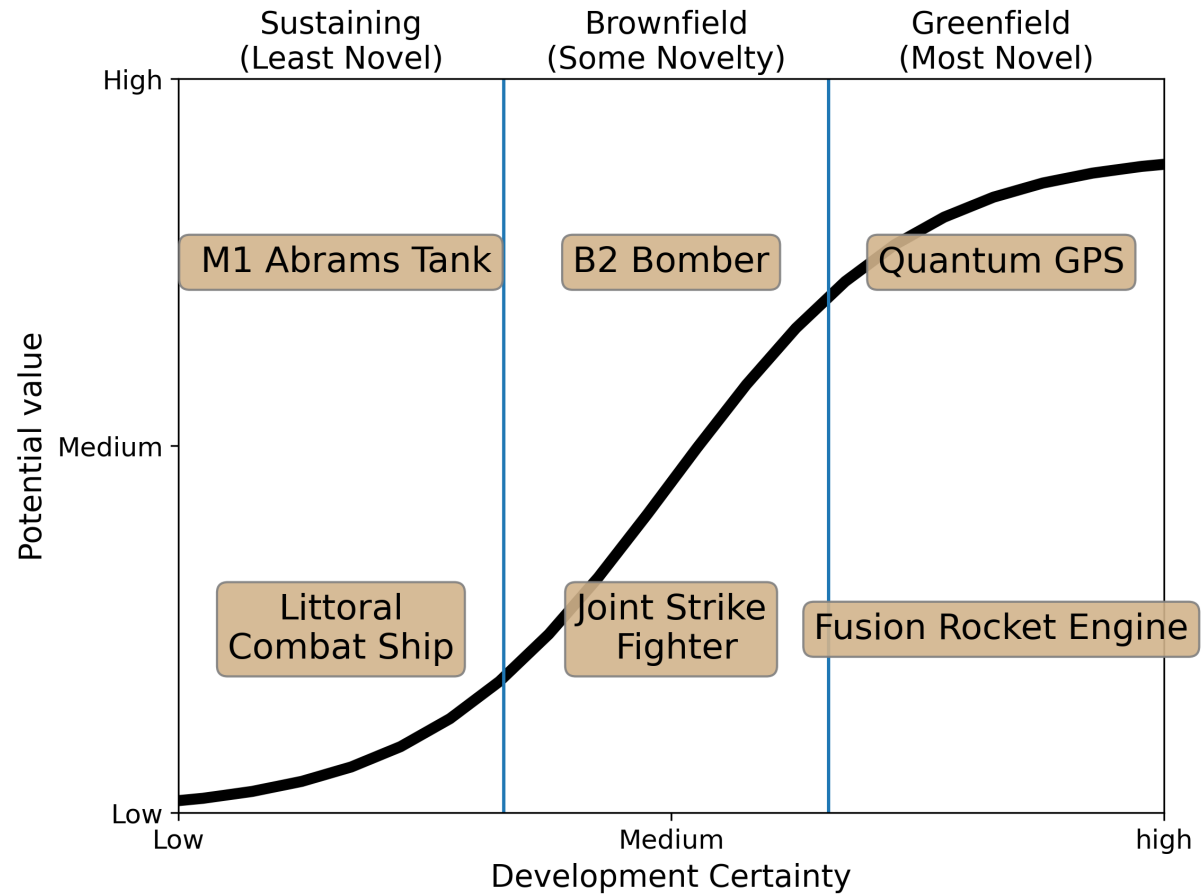 Sustaining
(Least Novel)
Brownfield
(Some Novelty)
Greenfield
(Most Novel)
High
M1 Abrams Tank
B2 Bomber
Quantum GPS
Potential value
Medium
Littoral
Combat Ship
Joint Strike
Fighter
Fusion Rocket Engine
Low
Low
Medium
high
Development Certainty